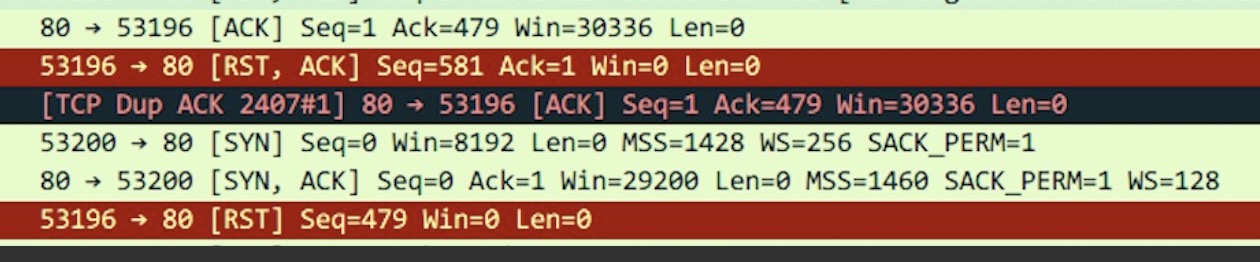 80 → 53196 [ACK] Seq=1 Ack=479 Win=30336 Len=0
53196 → 80 [RST, ACK] Seq=581 Ack=1 Win=0 Len=0
[TCP Dup ACK 2407#1] 80 → 53196 [ACK] Seq=1 Ack=479 Win=30336 Len=0
53200 → 80 [SYN] Seq=0 Win=8192 Len=0 MSS=1428 WS=256 SACK_PERM=1
80 → 53200 [SYN, ACK] Seq=0 Ack=1 Win=29200 Len=0 MSS=1460 SACK_PERM=1 WS=128
53196 → 80 [RST] Seq=479 Win=0 Len=0